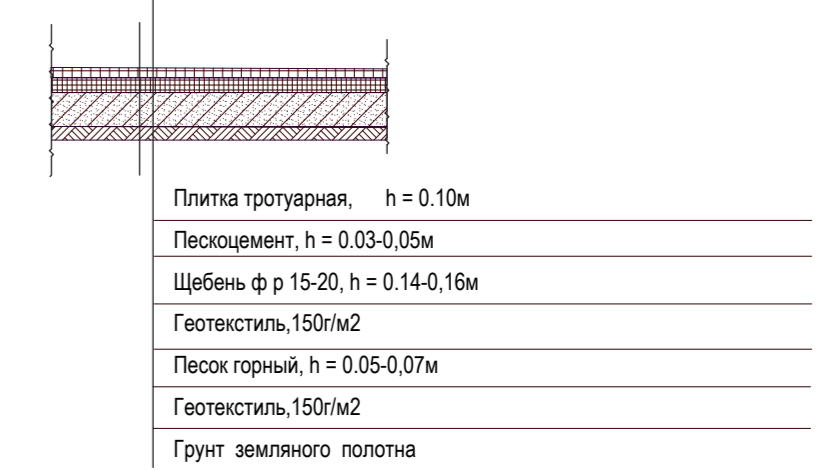 Плитка тротуарная, h = 0.10м
Пескоцемент, h = 0.03-0,05м
Щебень ф р 15-20, h = 0.14-0,16м
Геотекстиль,150г/м2
Песок горный, h = 0.05-0,07м
Геотекстиль,150г/м2
Грунт земляного полотна